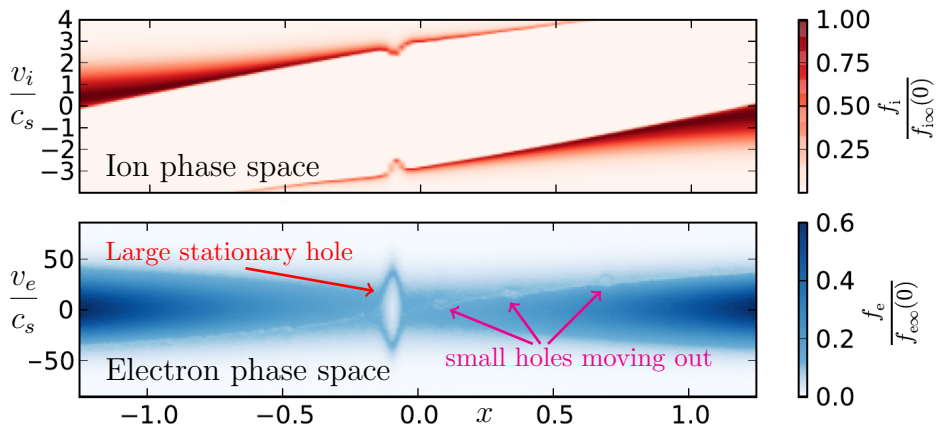 4
3
2
1
0
−1
−2
−3
v_i
c_s
Ion phase space
1.00
0.75
0.50
0.25
f_i
f_{i∞}(0)
50
0
−50
v_e
c_s
Large stationary hole
small holes moving out
Electron phase space
−1.0 −0.5 0.0 x 0.5 1.0
0.6
0.4
0.2
0.0
f_e
f_{e∞}(0)